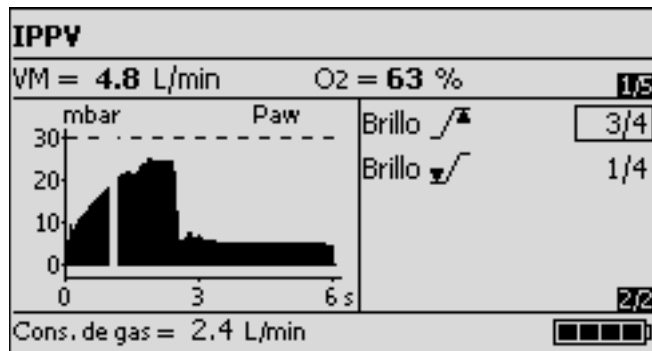 IPPV
VM = 4.8 L/min O2 = 63 % 1/5
mbar Paw
30
20
10
0
0 3 6 s
Brillo 3/4
Brillo 1/4
2/2
Cons. de gas = 2.4 L/min